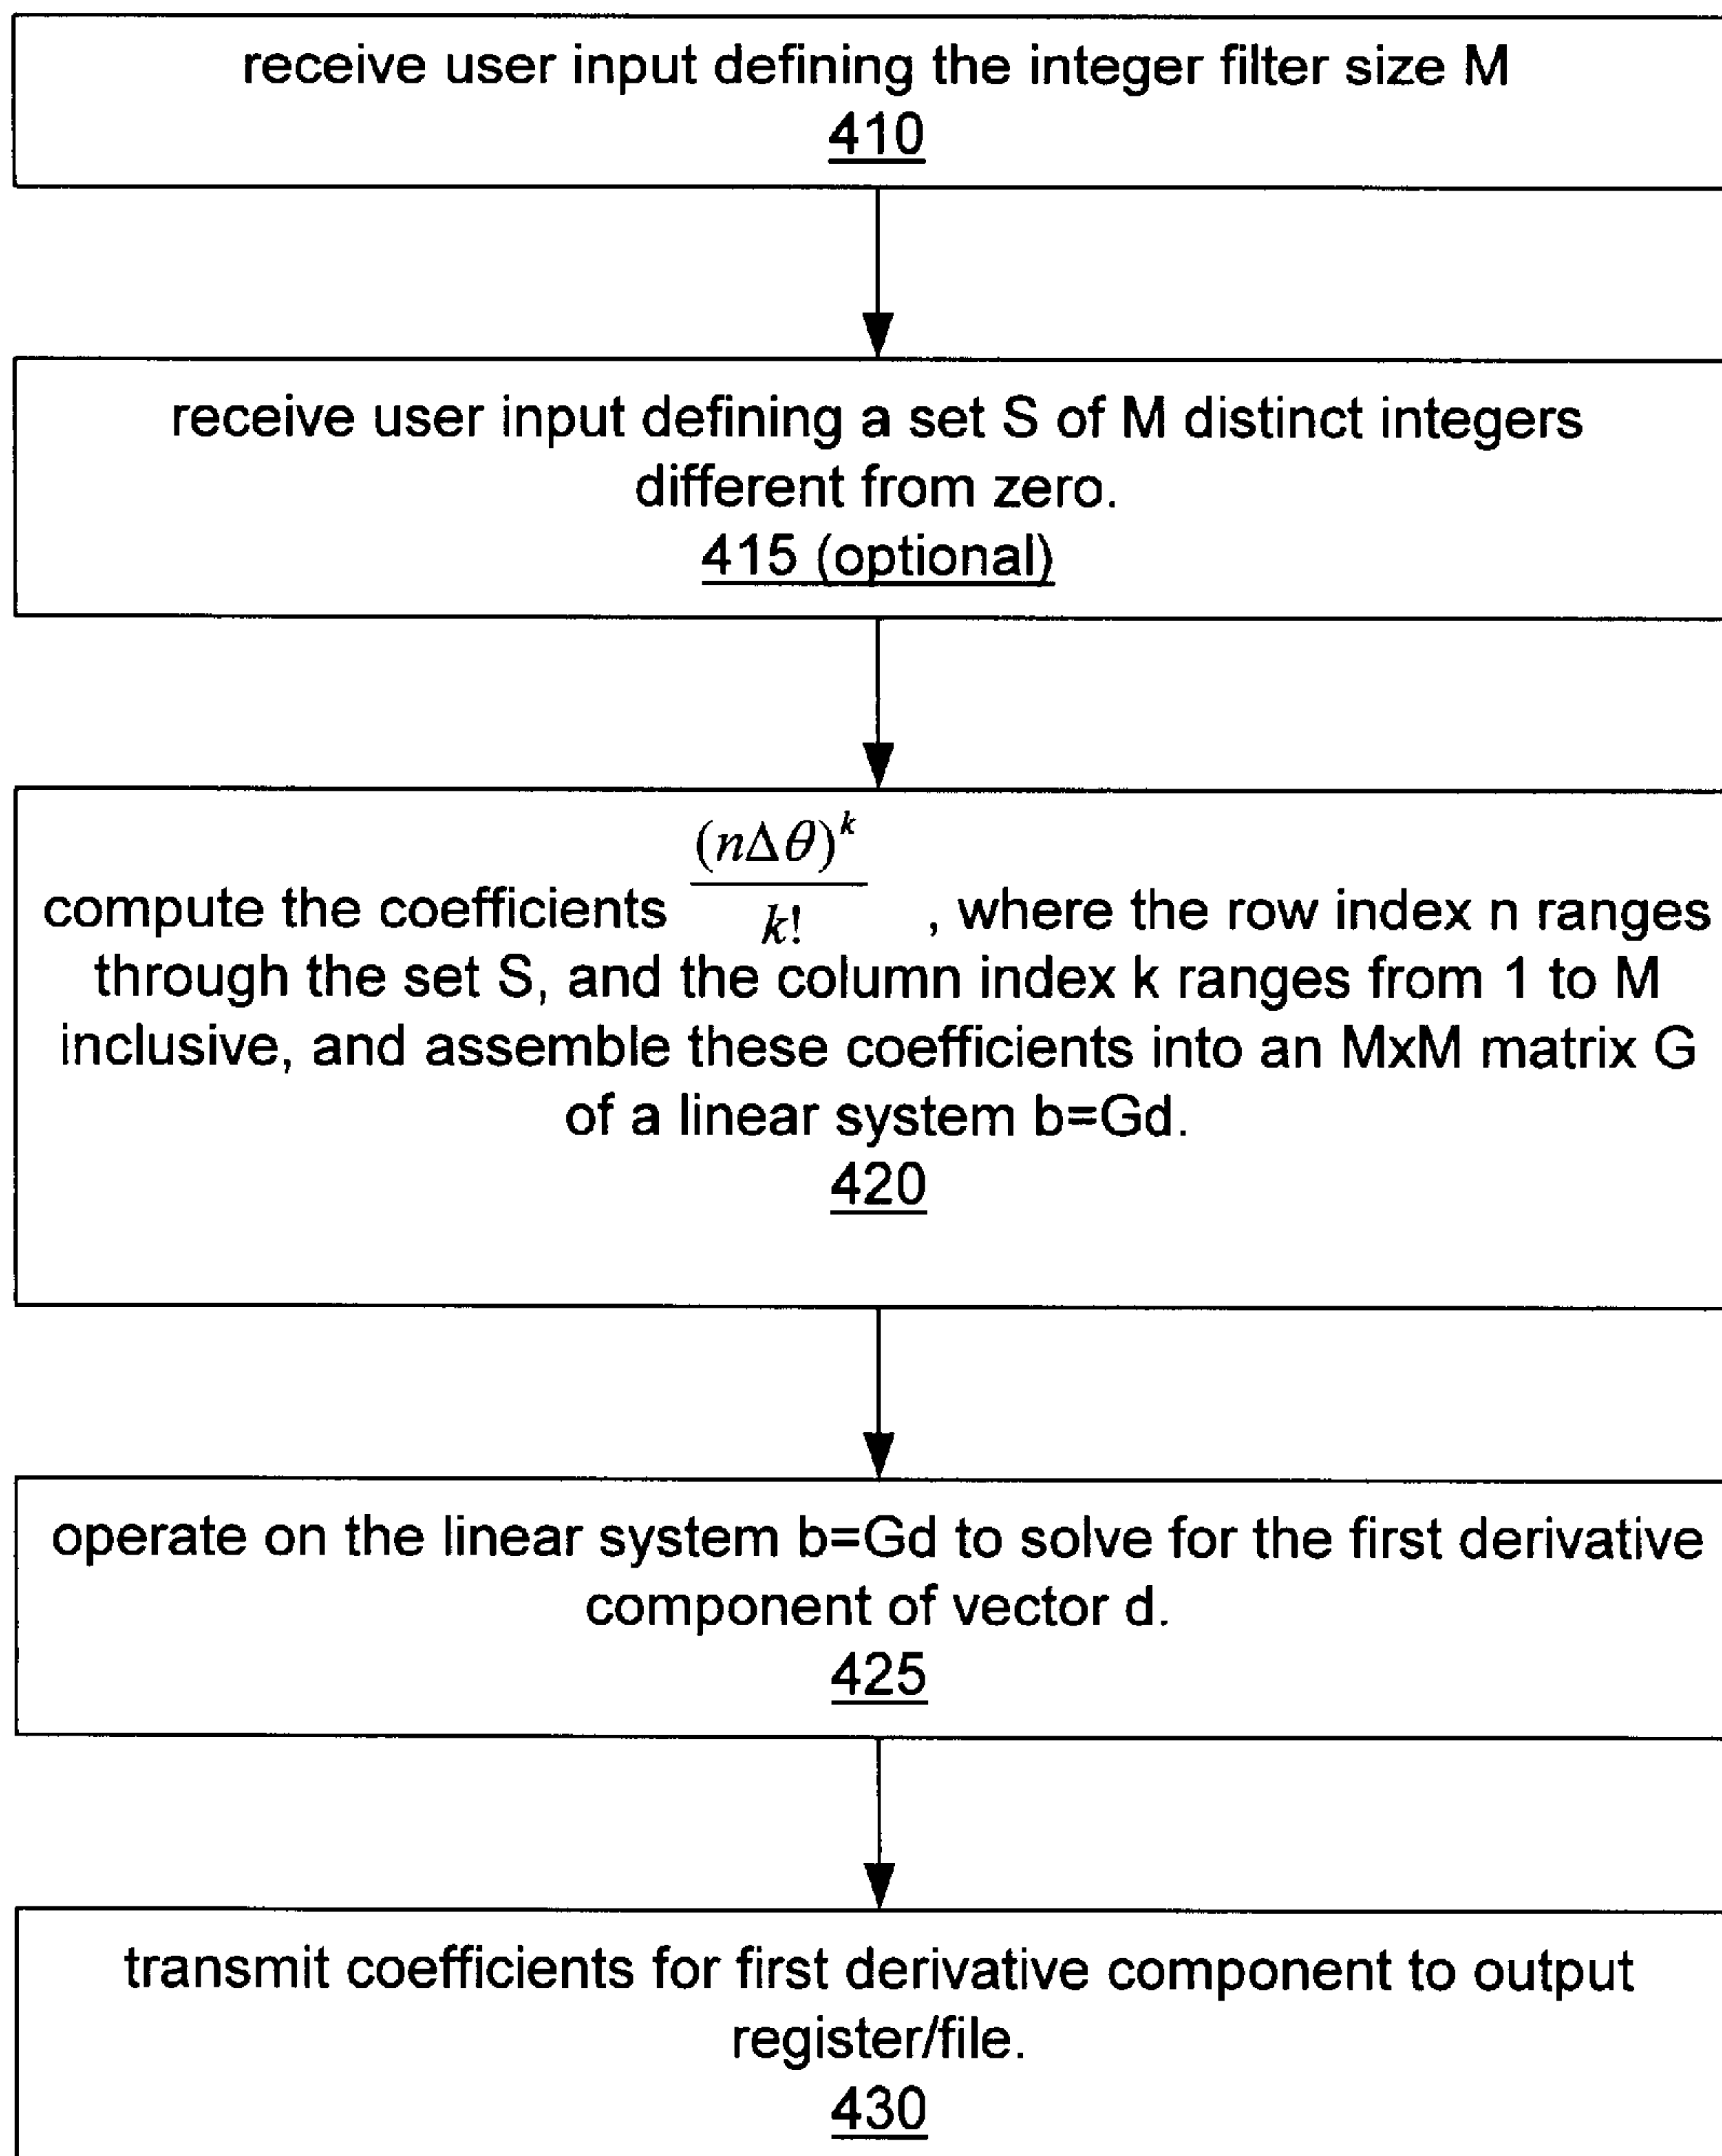 receive user input defining the integer filter size M
410
receive user input defining a set S of M distinct integers
different from zero.
415 (optional)
compute the coefficients (nΔθ)^k / k! , where the row index n ranges
through the set S, and the column index k ranges from 1 to M
inclusive, and assemble these coefficients into an MxM matrix G
of a linear system b=Gd.
420
operate on the linear system b=Gd to solve for the first derivative
component of vector d.
425
transmit coefficients for first derivative component to output
register/file.
430